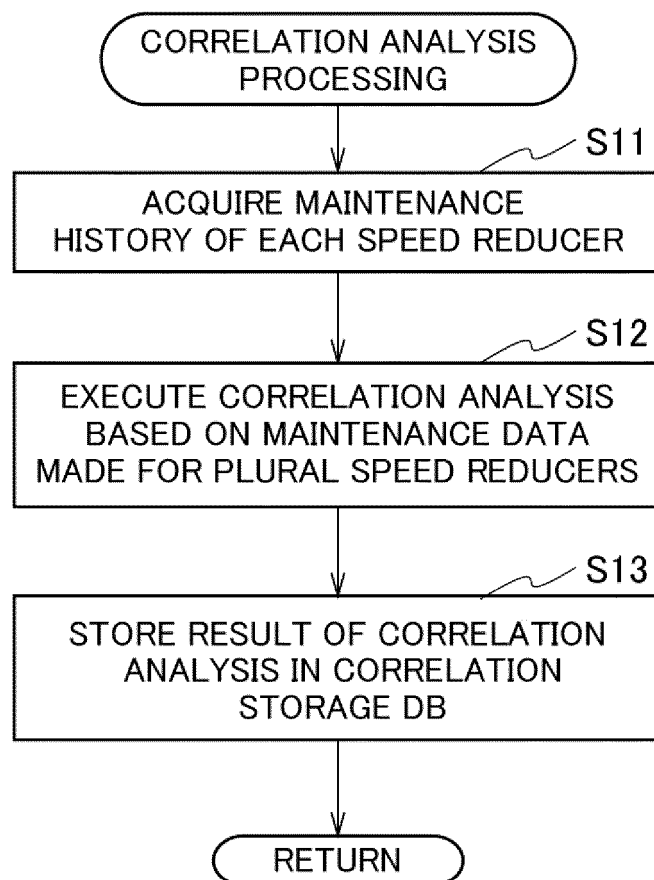 CORRELATION ANALYSIS
PROCESSING
S11
ACQUIRE MAINTENANCE
HISTORY OF EACH SPEED REDUCER
S12
EXECUTE CORRELATION ANALYSIS
BASED ON MAINTENANCE DATA
MADE FOR PLURAL SPEED REDUCERS
S13
STORE RESULT OF CORRELATION
ANALYSIS IN CORRELATION
STORAGE DB
RETURN